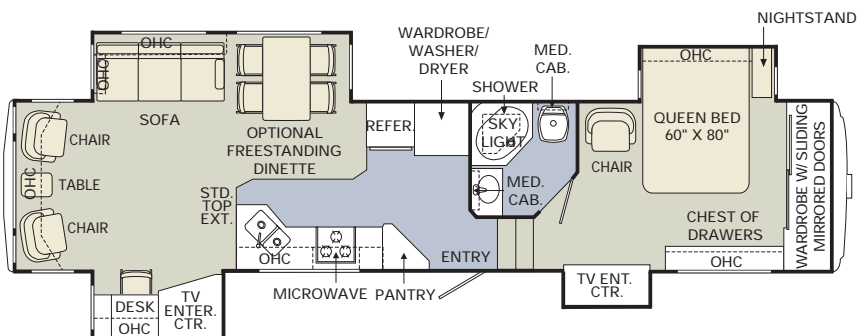 NIGHTSTAND
WARDROBE/
WASHER/
DRYER
MED.
CAB.
SHOWER
OHC
OHC
SOFA
OPTIONAL
FREESTANDING
DINETTE
REFER.
SKY
LIGHT
MED.
CAB.
OHC
QUEEN BED
60" X 80"
CHAIR
WARDROBE W/ SLIDING
MIRRORED DOORS
CHAIR
OHC
TABLE
CHAIR
STD.
TOP
EXT.
OHC
MICROWAVE
PANTRY
ENTRY
CHEST OF
DRAWERS
OHC
TV ENT.
CTR.
DESK
OHC
TV
ENTER.
CTR.